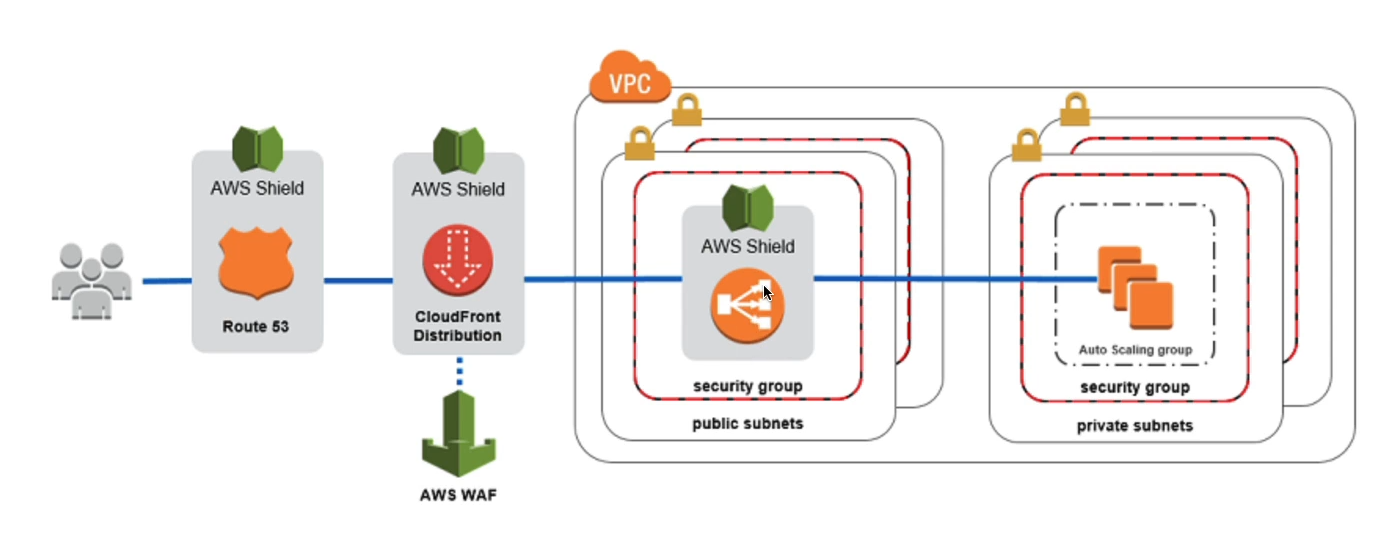 VPC
AWS Shield
Route 53
AWS Shield
CloudFront
Distribution
AWS WAF
AWS Shield
security group
public subnets
Auto Scaling group
security group
private subnets